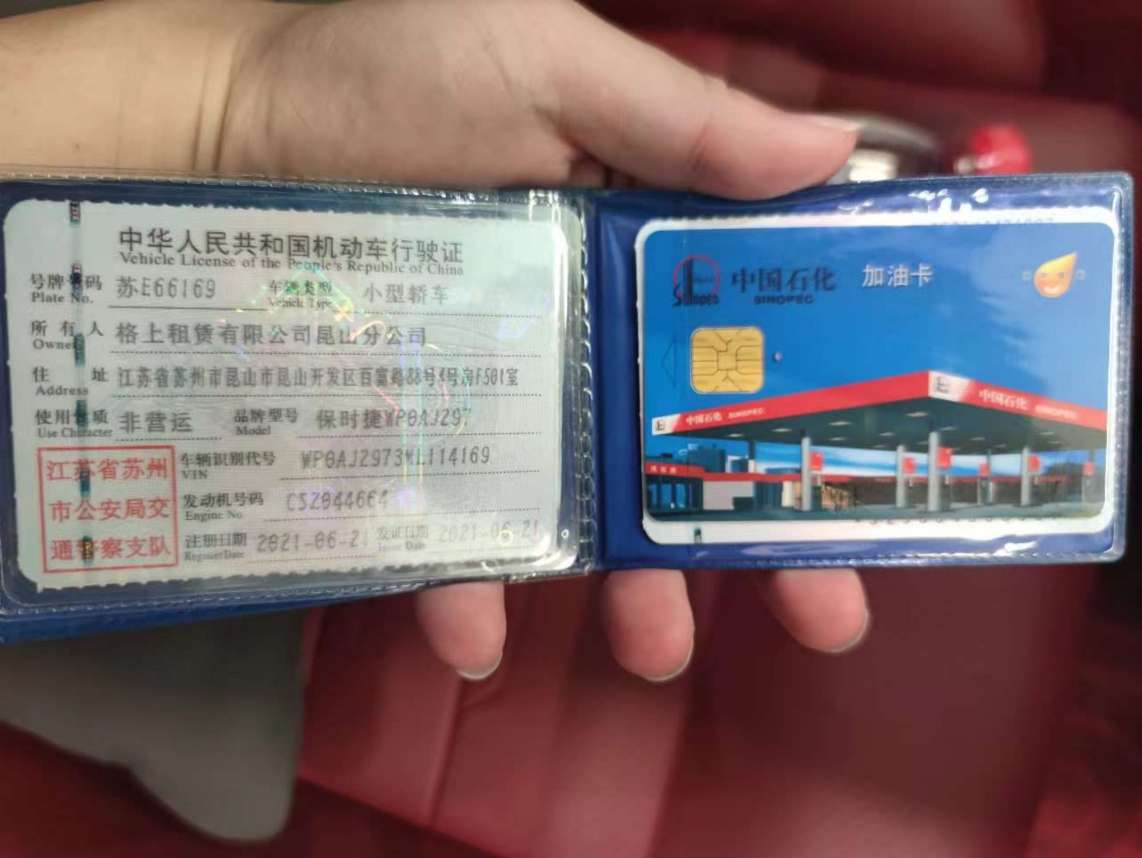 中华人民共和国机动车行驶证
Vehicle License of the People's Republic of China
号牌号码 苏E66169 车辆类型 小型轿车
Plate No. Vehicle Type
所有人 格上租赁有限公司昆山分公司
Owner
住址 江苏省苏州市昆山市昆山开发区百富路88号4号房F501室
Address
使用性质 非营运 品牌型号 保时捷WP0AJ297
Use Character Model
江苏省苏州
市公安局交
通警察支队
车辆识别代号 WP0AJ2973ML114169
VIN
发动机号码 CSZ044664
Engine No.
注册日期 2021-06-21 发证日期 2021-06-21
Register Date Issue Date
中国石化 加油卡
SINOPEC
SINOPEC
中国石化 SINOPEC
中国石化 SINOPEC